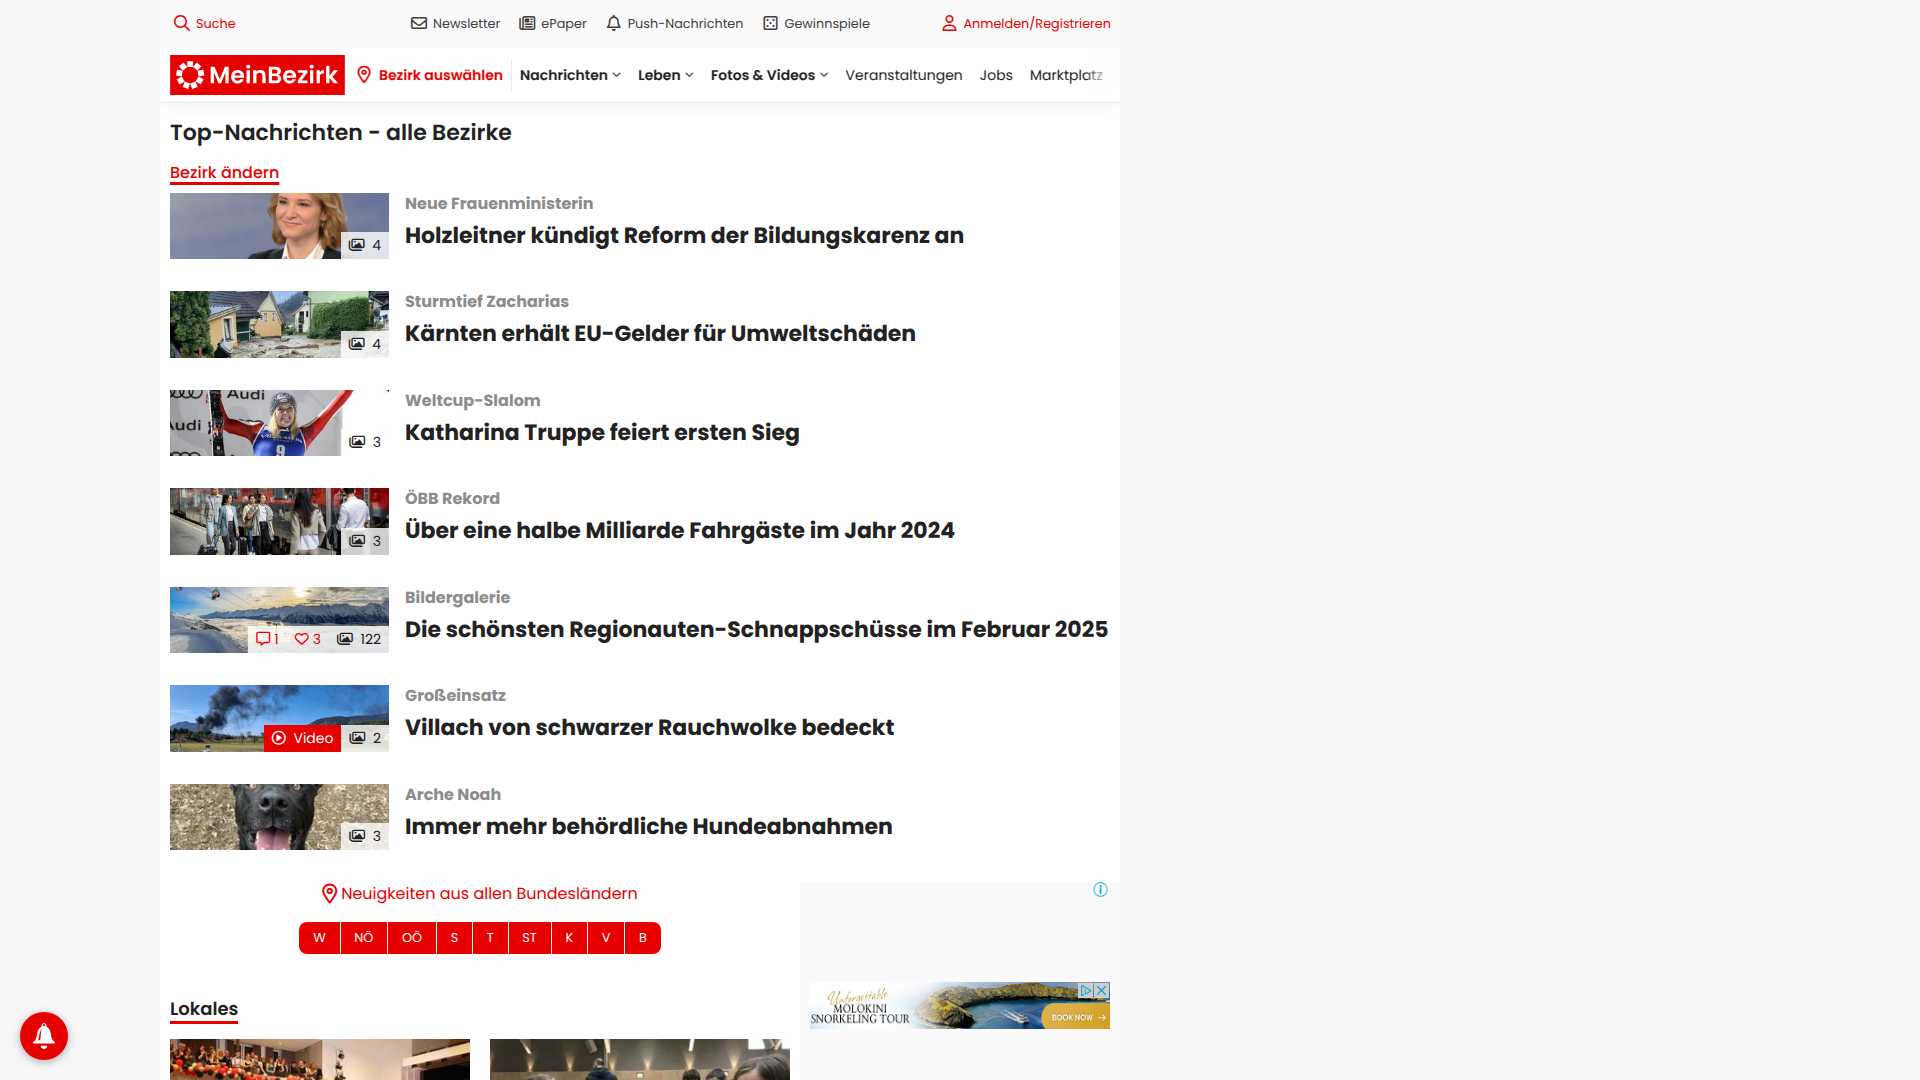 Suche
Newsletter
ePaper
Push-Nachrichten
Gewinnspiele
Anmelden/Registrieren
MeinBezirk
Bezirk auswählen
Nachrichten
Leben
Fotos & Videos
Veranstaltungen
Jobs
Marktplatz
Top-Nachrichten - alle Bezirke
Bezirk ändern
4
Neue Frauenministerin
Holzleitner kündigt Reform der Bildungskarenz an
4
Sturmtief Zacharias
Kärnten erhält EU-Gelder für Umweltschäden
Audi
Audi
9
3
Weltcup-Slalom
Katharina Truppe feiert ersten Sieg
3
ÖBB Rekord
Über eine halbe Milliarde Fahrgäste im Jahr 2024
1 3 122
Bildergalerie
Die schönsten Regionauten-Schnappschüsse im Februar 2025
Video 2
Großeinsatz
Villach von schwarzer Rauchwolke bedeckt
3
Arche Noah
Immer mehr behördliche Hundeabnahmen
Neuigkeiten aus allen Bundesländern
W NÖ OÖ S T ST K V B
Unforgettable
MOLOKINI
SNORKELING TOUR
BOOK NOW →
Lokales